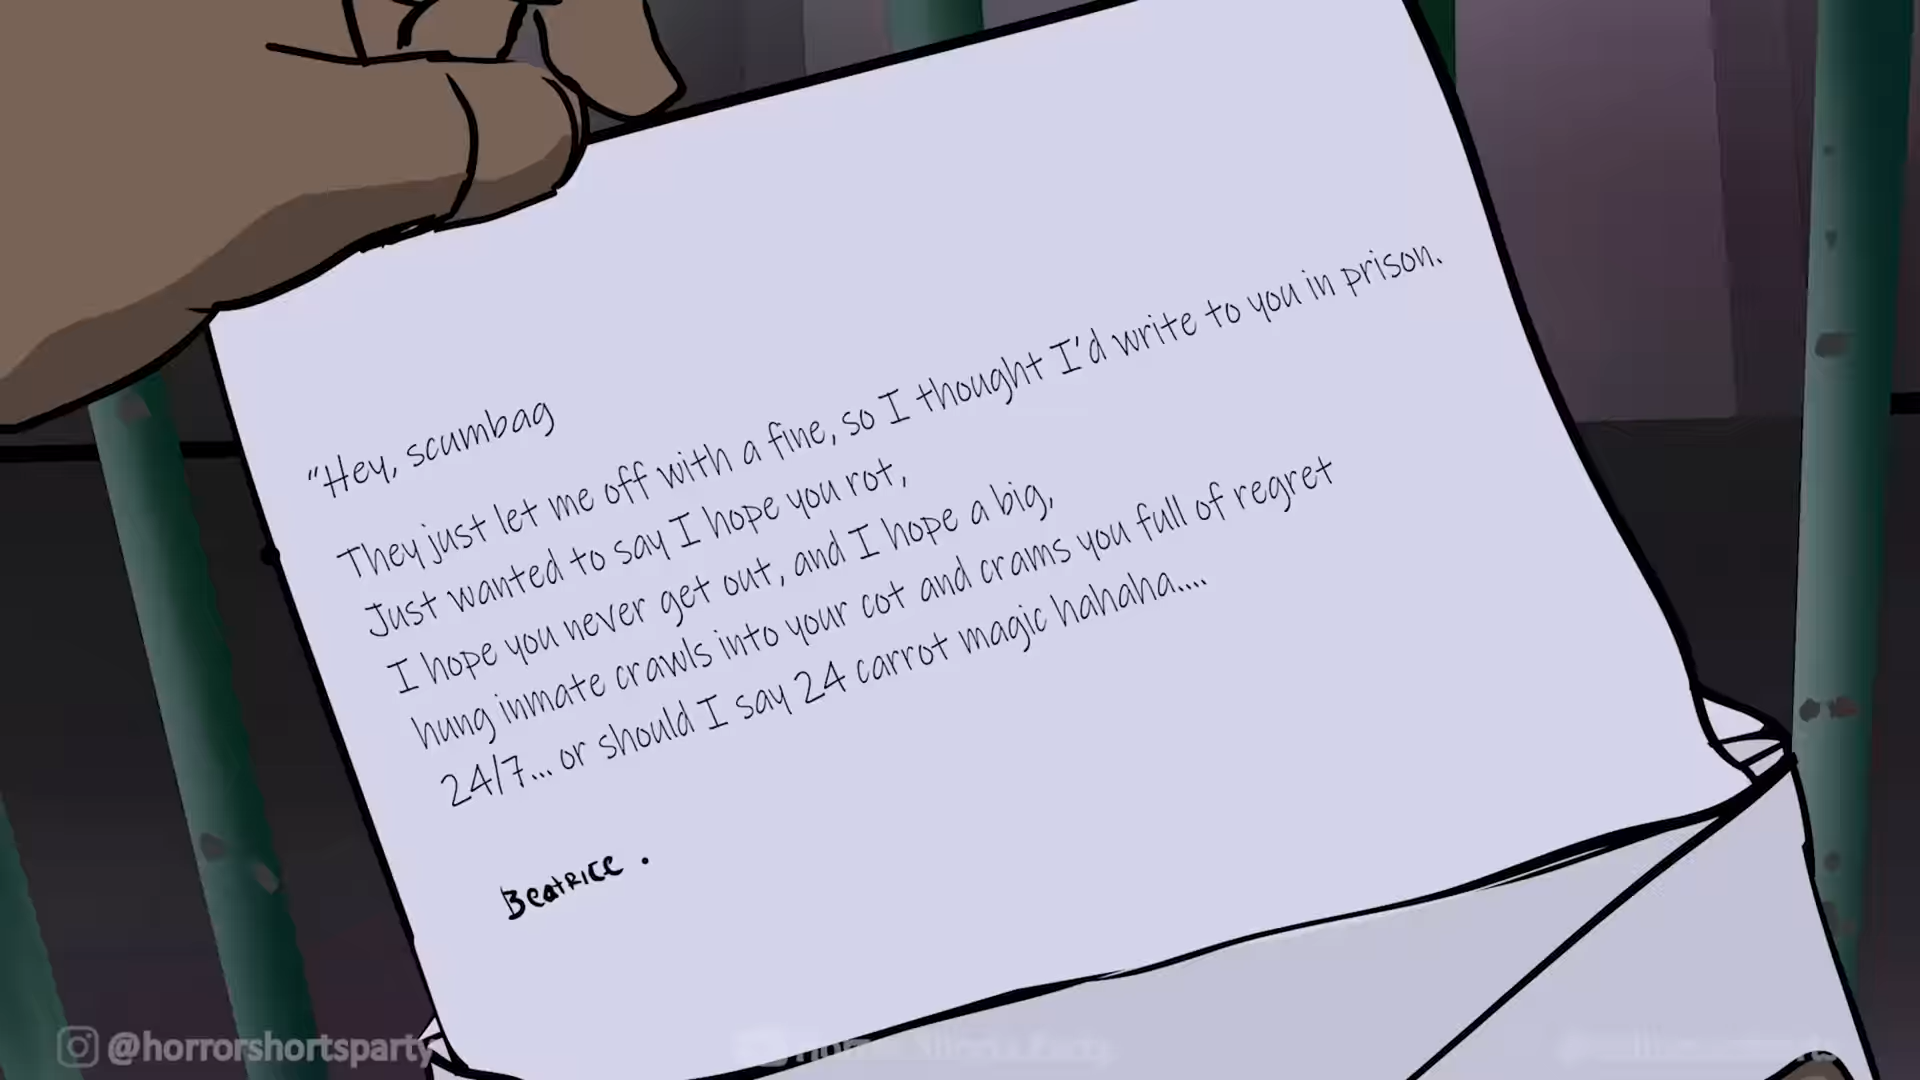 “Hey, scumbag
They just let me off with a fine, so I thought I'd write to you in prison.
Just wanted to say I hope you rot,
I hope you never get out, and I hope a big,
hung inmate crawls into your cot and crams you full of regret
24/7... or should I say 24 carrot magic hahaha....
Beatrice .
@horrorshortsparty